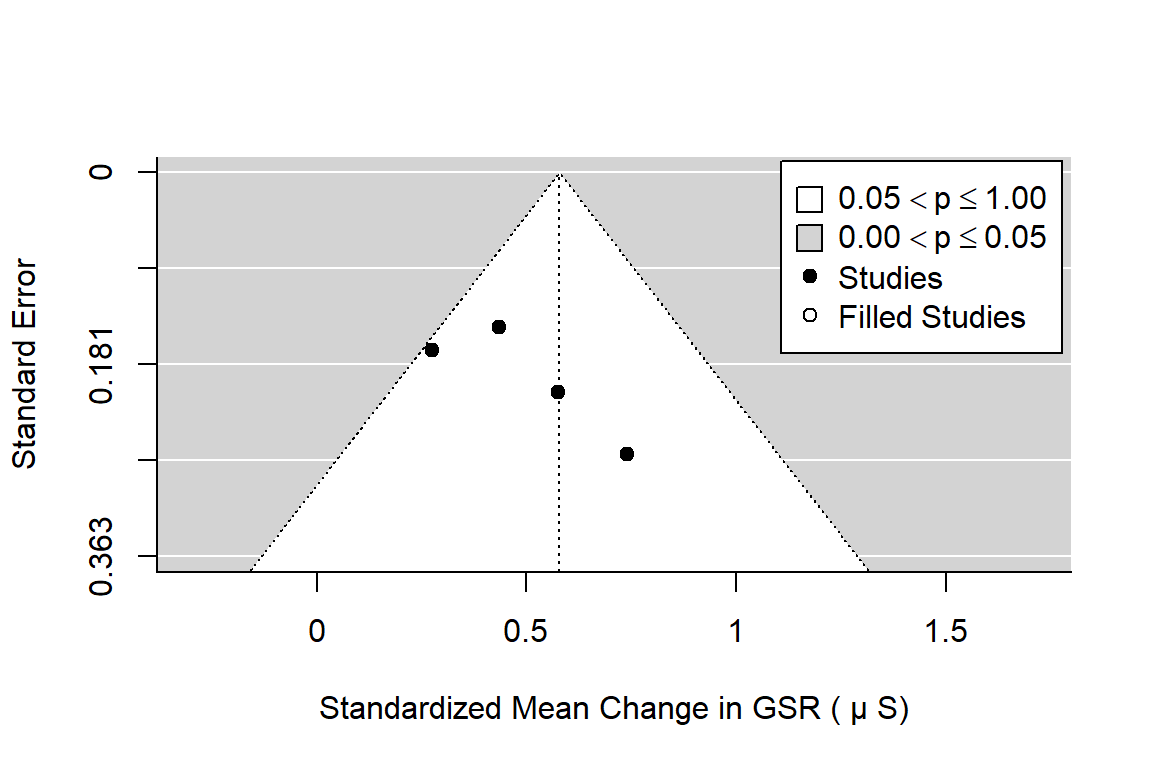 0
0.181
0.363
Standard Error
0.05 < p ≤ 1.00
0.00 < p ≤ 0.05
Studies
Filled Studies
0
0.5
1
1.5
Standardized Mean Change in GSR ( µ S)